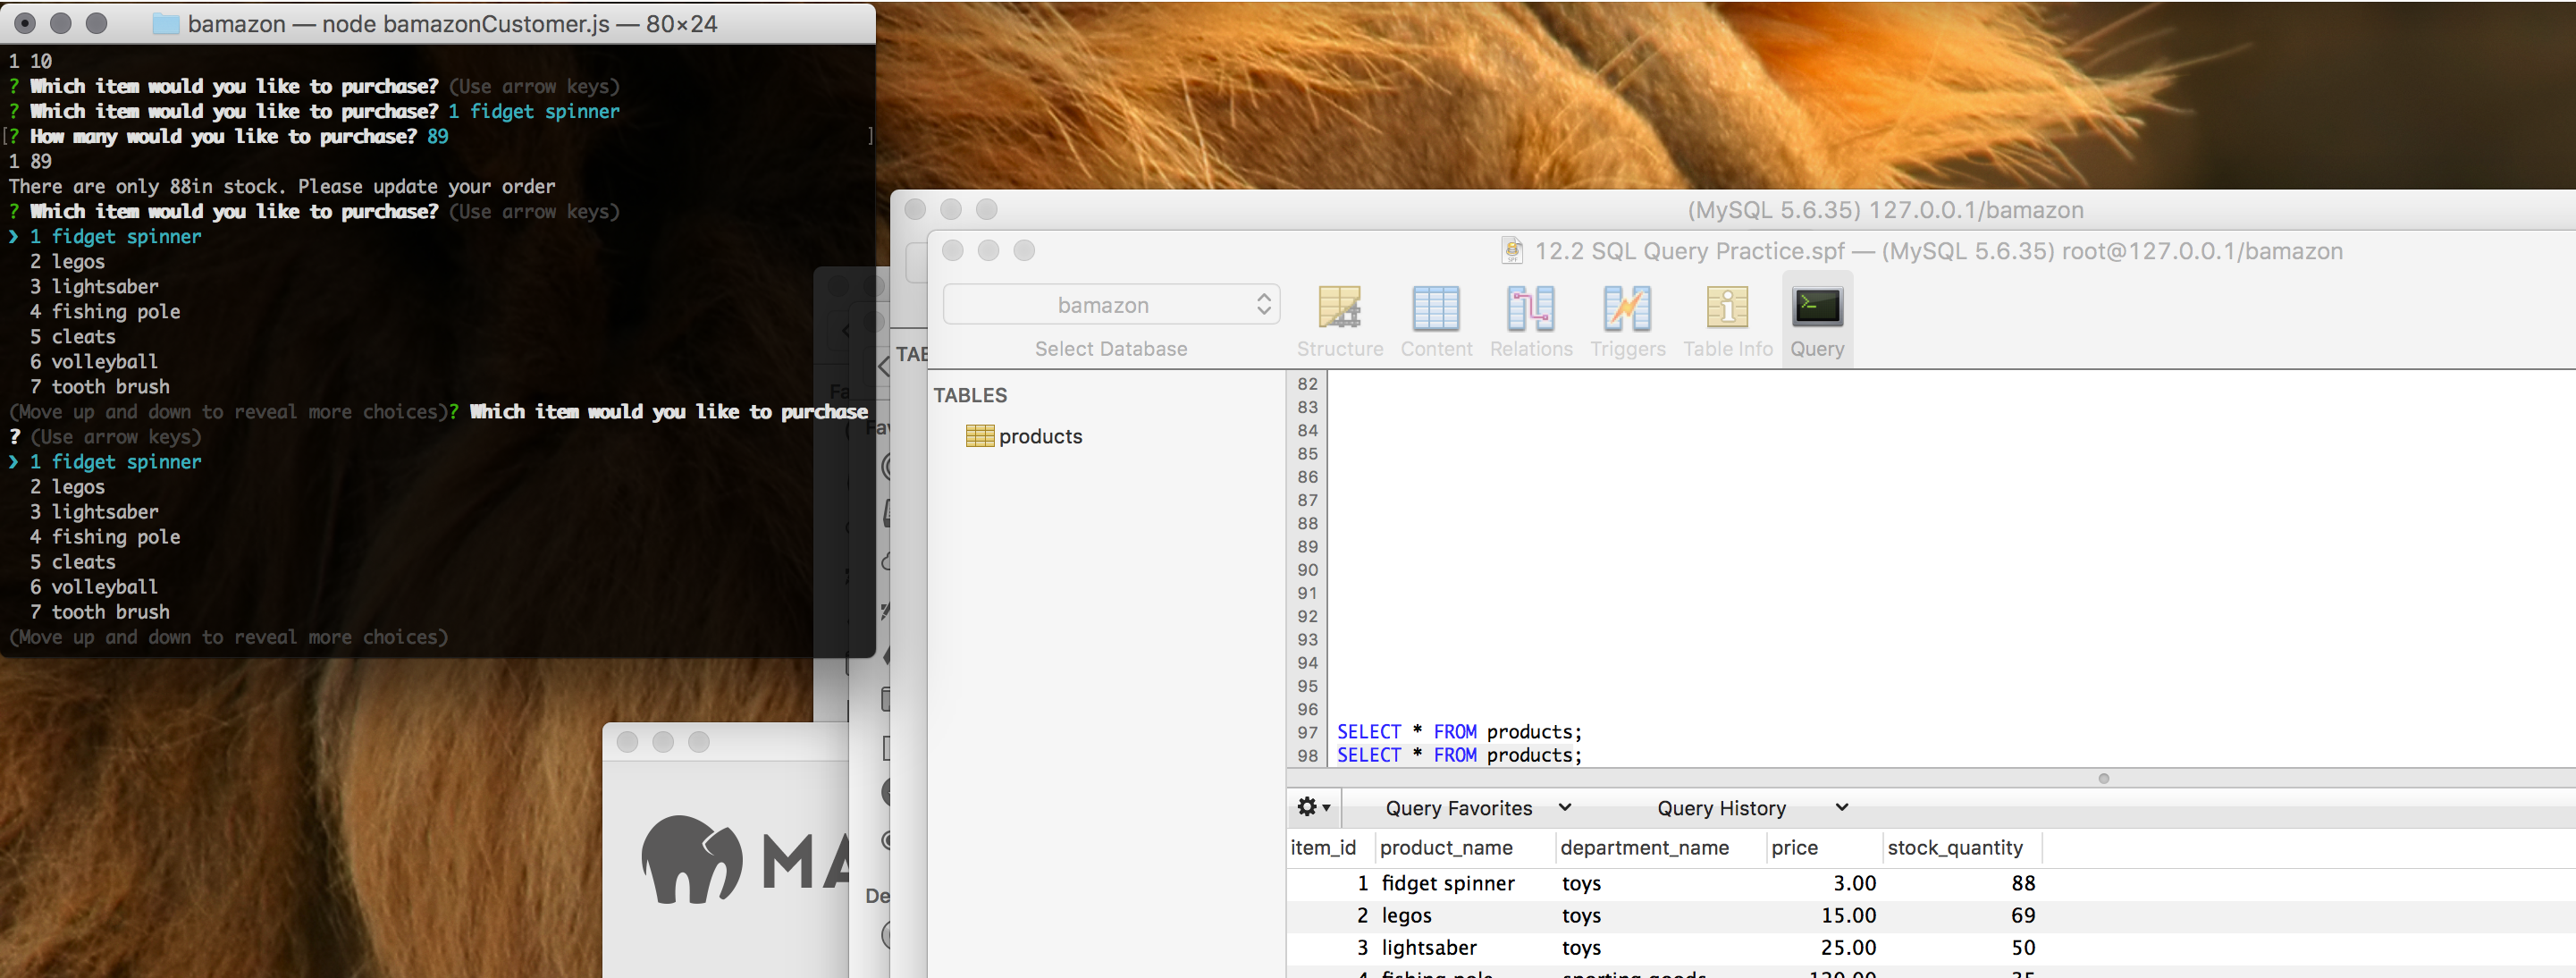 bamazon — node bamazonCustomer.js — 80×24
1 10
? Which item would you like to purchase? (Use arrow keys)
? Which item would you like to purchase? 1 fidget spinner
[? How many would you like to purchase? 89 ]
1 89
There are only 88in stock. Please update your order
? Which item would you like to purchase? (Use arrow keys)
❯ 1 fidget spinner
2 legos
3 lightsaber
4 fishing pole
5 cleats
6 volleyball
7 tooth brush
(Move up and down to reveal more choices)? Which item would you like to purchase
? (Use arrow keys)
❯ 1 fidget spinner
2 legos
3 lightsaber
4 fishing pole
5 cleats
6 volleyball
7 tooth brush
(Move up and down to reveal more choices)
(MySQL 5.6.35) 127.0.0.1/bamazon
12.2 SQL Query Practice.spf — (MySQL 5.6.35) root@127.0.0.1/bamazon
bamazon
Select Database
Structure Content Relations Triggers Table Info Query
TABLES
products
82
83
84
85
86
87
88
89
90
91
92
93
94
95
96
97 SELECT * FROM products;
98 SELECT * FROM products;
Query Favorites Query History
item_id product_name department_name price stock_quantity
1 fidget spinner toys 3.00 88
2 legos toys 15.00 69
3 lightsaber toys 25.00 50